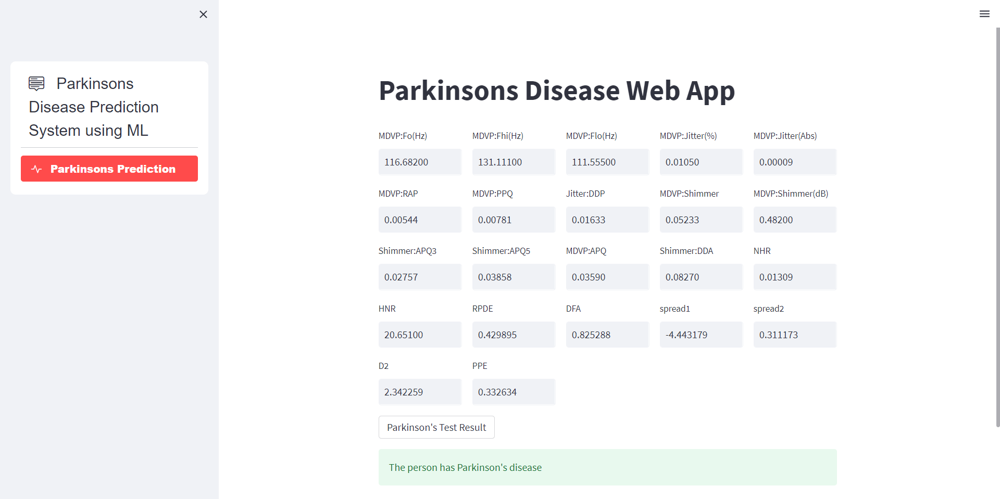 Parkinsons
Disease Prediction
System using ML
Parkinsons Prediction
Parkinsons Disease Web App
MDVP:Fo(Hz) MDVP:Fhi(Hz) MDVP:Flo(Hz) MDVP:Jitter(%) MDVP:Jitter(Abs)
116.68200 131.11100 111.55500 0.01050 0.00009
MDVP:RAP MDVP:PPQ Jitter:DDP MDVP:Shimmer MDVP:Shimmer(dB)
0.00544 0.00781 0.01633 0.05233 0.48200
Shimmer:APQ3 Shimmer:APQ5 MDVP:APQ Shimmer:DDA NHR
0.02757 0.03858 0.03590 0.08270 0.01309
HNR RPDE DFA spread1 spread2
20.65100 0.429895 0.825288 -4.443179 0.311173
D2 PPE
2.342259 0.332634
Parkinson's Test Result
The person has Parkinson's disease